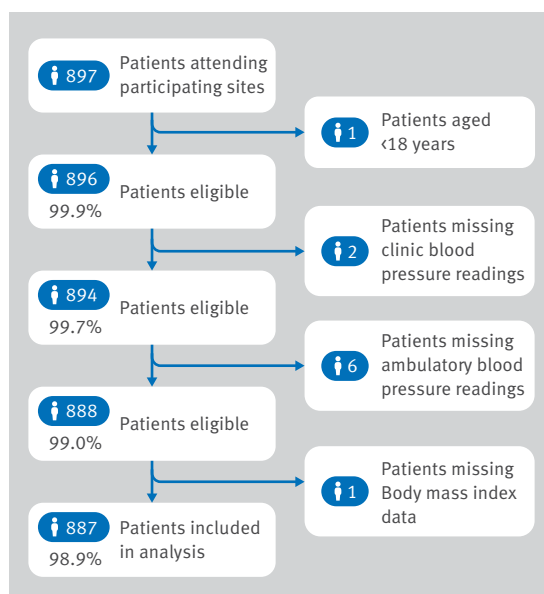 897
Patients attending
participating sites
1
Patients aged
<18 years
896
99.9%
Patients eligible
2
Patients missing
clinic blood
pressure readings
894
99.7%
Patients eligible
6
Patients missing
ambulatory blood
pressure readings
888
99.0%
Patients eligible
1
Patients missing
Body mass index
data
887
98.9%
Patients included
in analysis